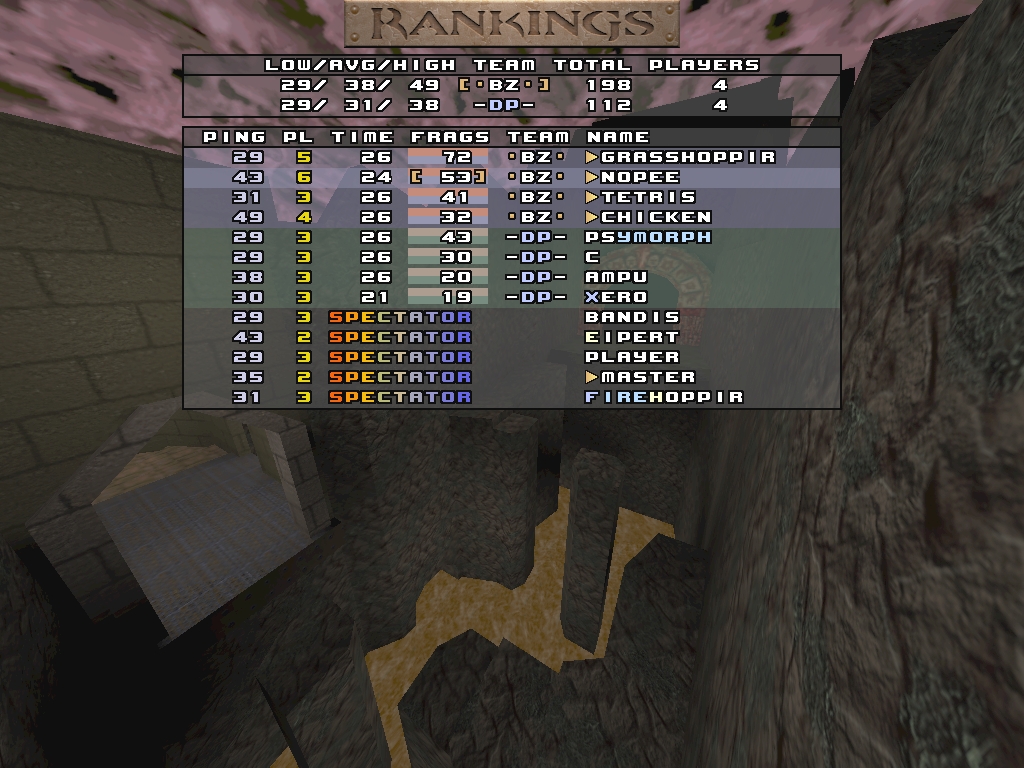 RANKINGS
LOW/AVG/HIGH TEAM TOTAL PLAYERS
29/ 38/ 49 [·BZ·] 198 4
29/ 31/ 38 -DP- 112 4
PING PL TIME FRAGS TEAM NAME
29 5 26 72 ·BZ· ▶GRASSHOPPIR
43 6 24 [ 53] ·BZ· ▶NOPEE
31 3 26 41 ·BZ· ▶TETRIS
49 4 26 32 ·BZ· ▶CHICKEN
29 3 26 43 -DP- PSYMORPH
29 3 26 30 -DP- C
38 3 26 20 -DP- AMPU
30 3 21 19 -DP- XERO
29 3 SPECTATOR BANDIS
43 2 SPECTATOR EIPERT
29 3 SPECTATOR PLAYER
35 2 SPECTATOR ▶MASTER
31 3 SPECTATOR FIREHOPPIR